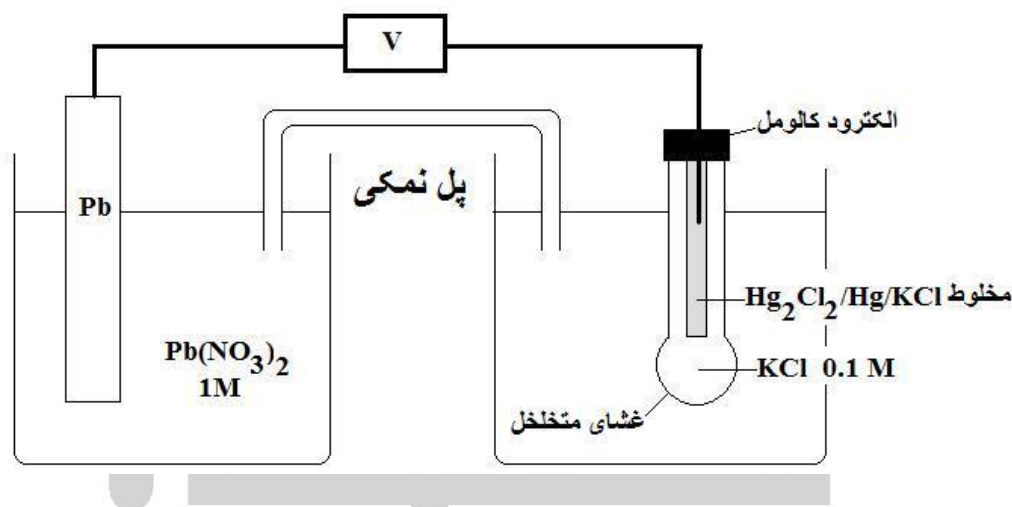 V
الکترود کالومل
پل نمکی
Pb
مخلوط Hg2Cl2/Hg/KCl
Pb(NO3)2
1M
KCl 0.1 M
غشای متخلخل